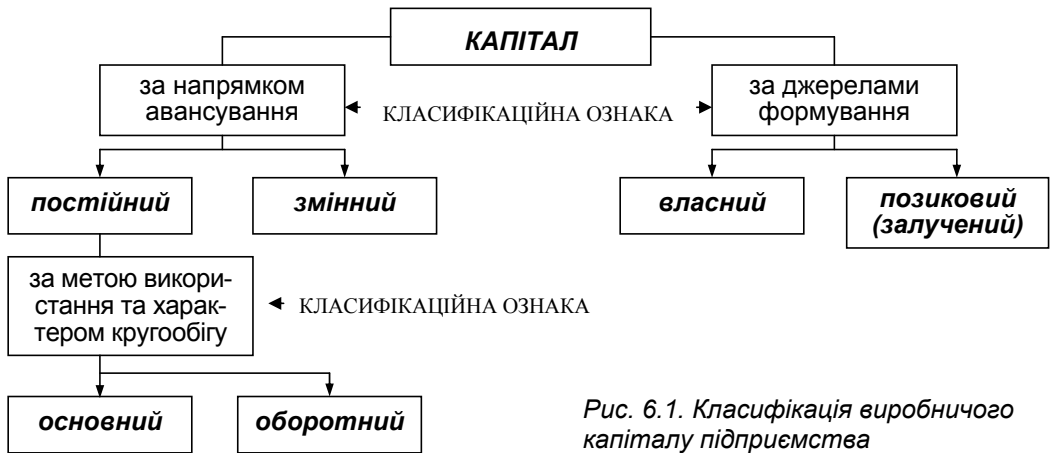 КАПІТАЛ
за напрямком
авансування
КЛАСИФІКАЦІЙНА ОЗНАКА
за джерелами
формування
постійний
змінний
власний
позиковий
(залучений)
за метою викори-
стання та харак-
тером кругообігу
КЛАСИФІКАЦІЙНА ОЗНАКА
основний
оборотний
Рис. 6.1. Класифікація виробничого
капіталу підприємства